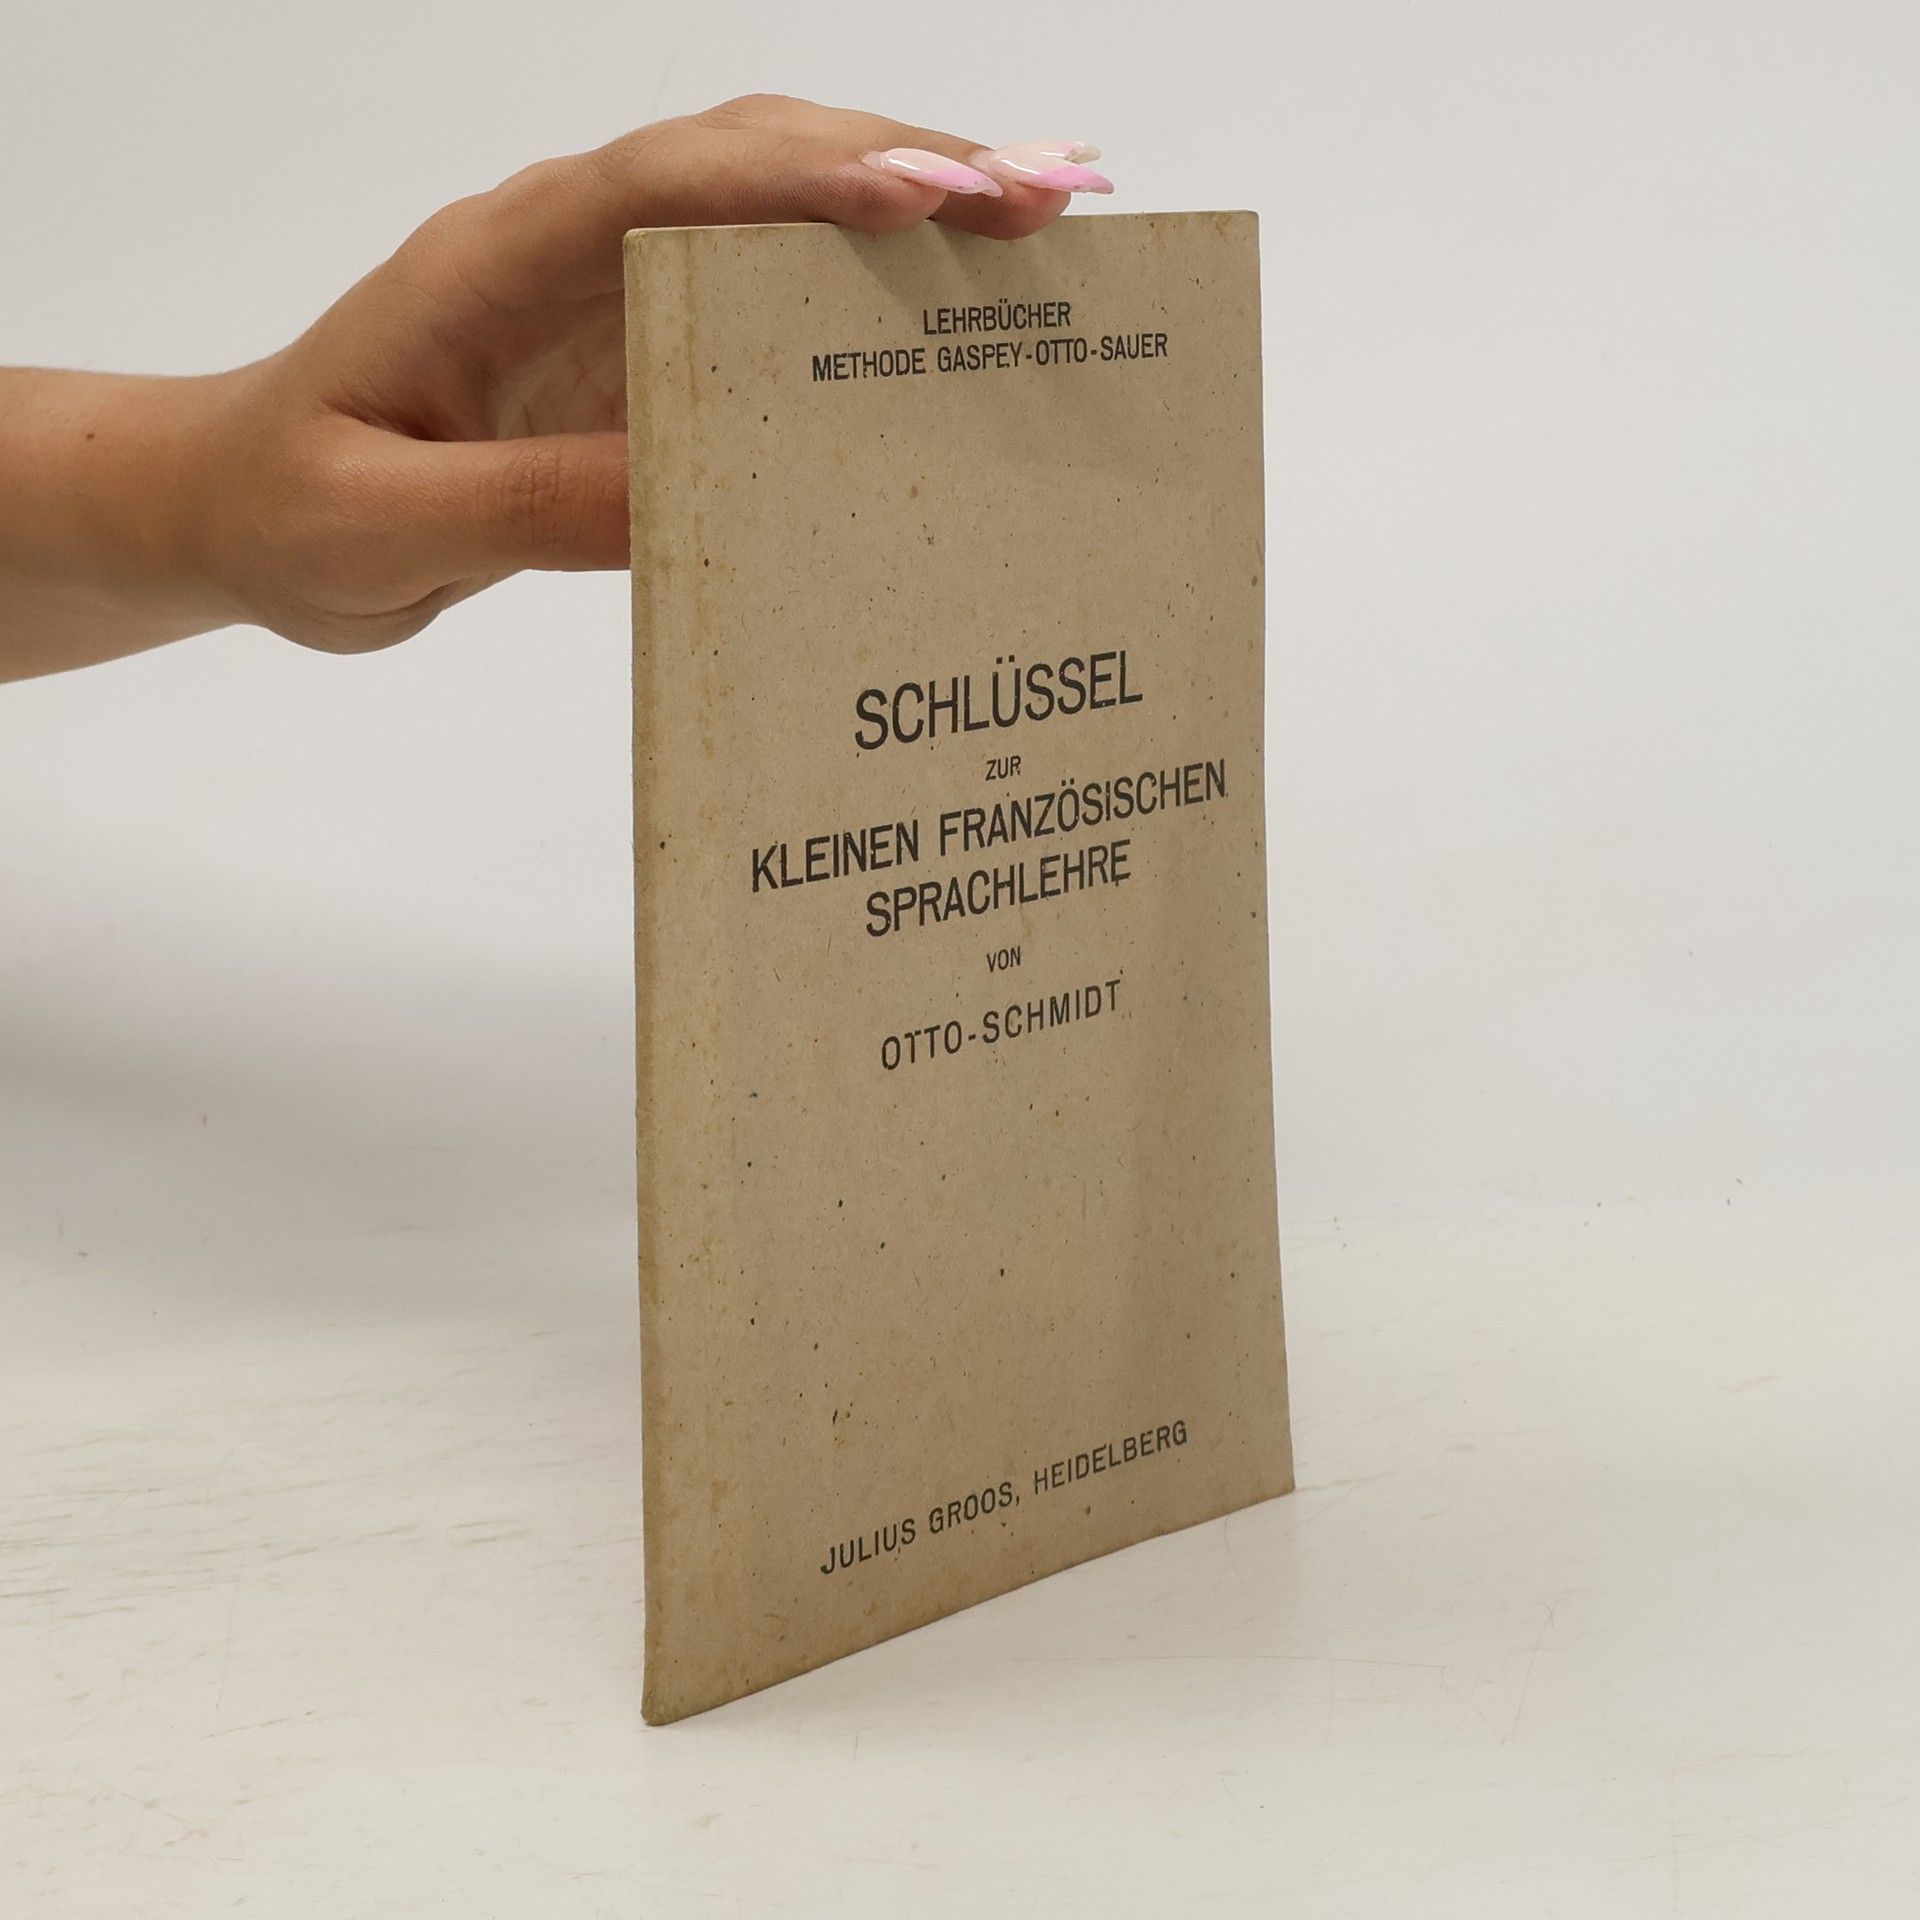 LEHRBÜCHER
METHODE GASPEY-OTTO-SAUER
SCHLÜSSEL
ZUR
KLEINEN FRANZÖSISCHEN
SPRACHLEHRE
VON
OTTO-SCHMIDT
JULIUS GROOS, HEIDELBERG